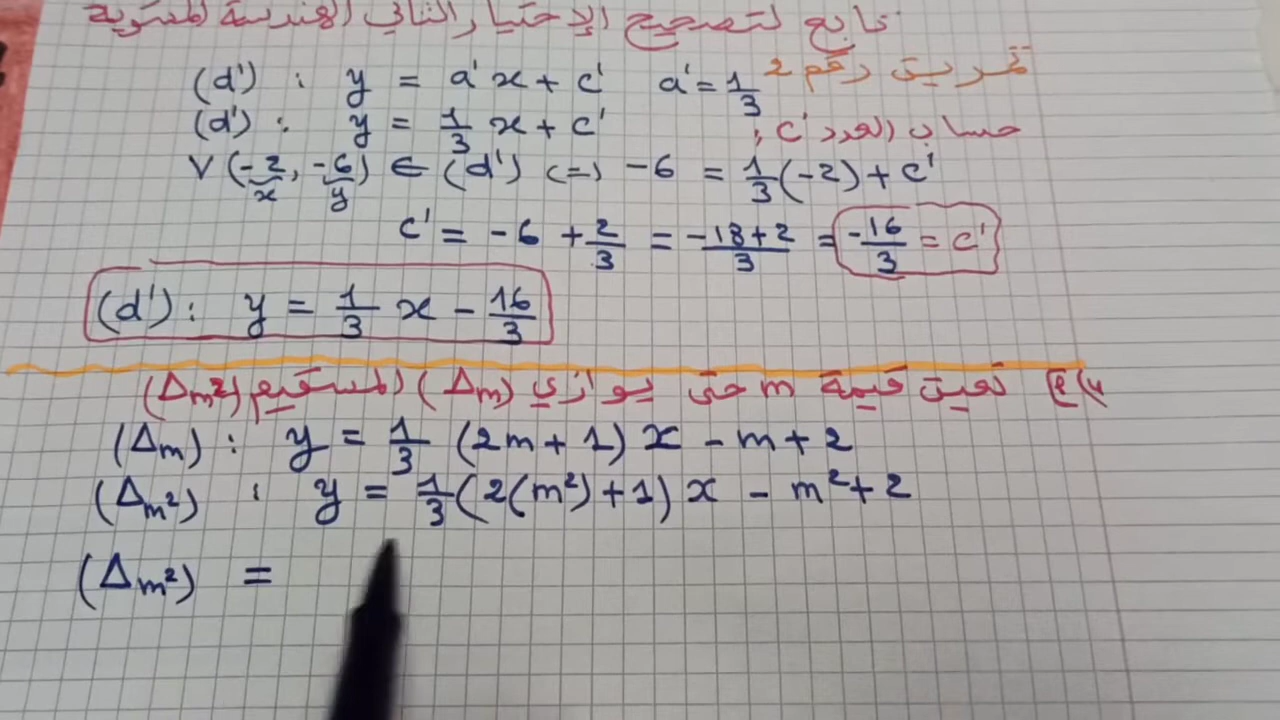 تابع لتصحيح الإختبار الثاني الهندسة المستوية
تمرين رقم 2
(d') : y = a'x + c' a' = 1/3
(d') : y = 1/3 x + c' حساب العدد c' :
V(-2, -6) ∈ (d') <=> -6 = 1/3(-2) + c'
x y
c' = -6 + 2/3 = -18+2/3 = -16/3 = c'
(d') : y = 1/3 x - 16/3
تعين قيمة m حتى يوازي (Δm) المستقيم (Δm²)
(Δm) : y = 1/3 (2m + 1) x - m + 2
(Δm²) : y = 1/3 (2(m²) + 1) x - m² + 2
(Δm²) =